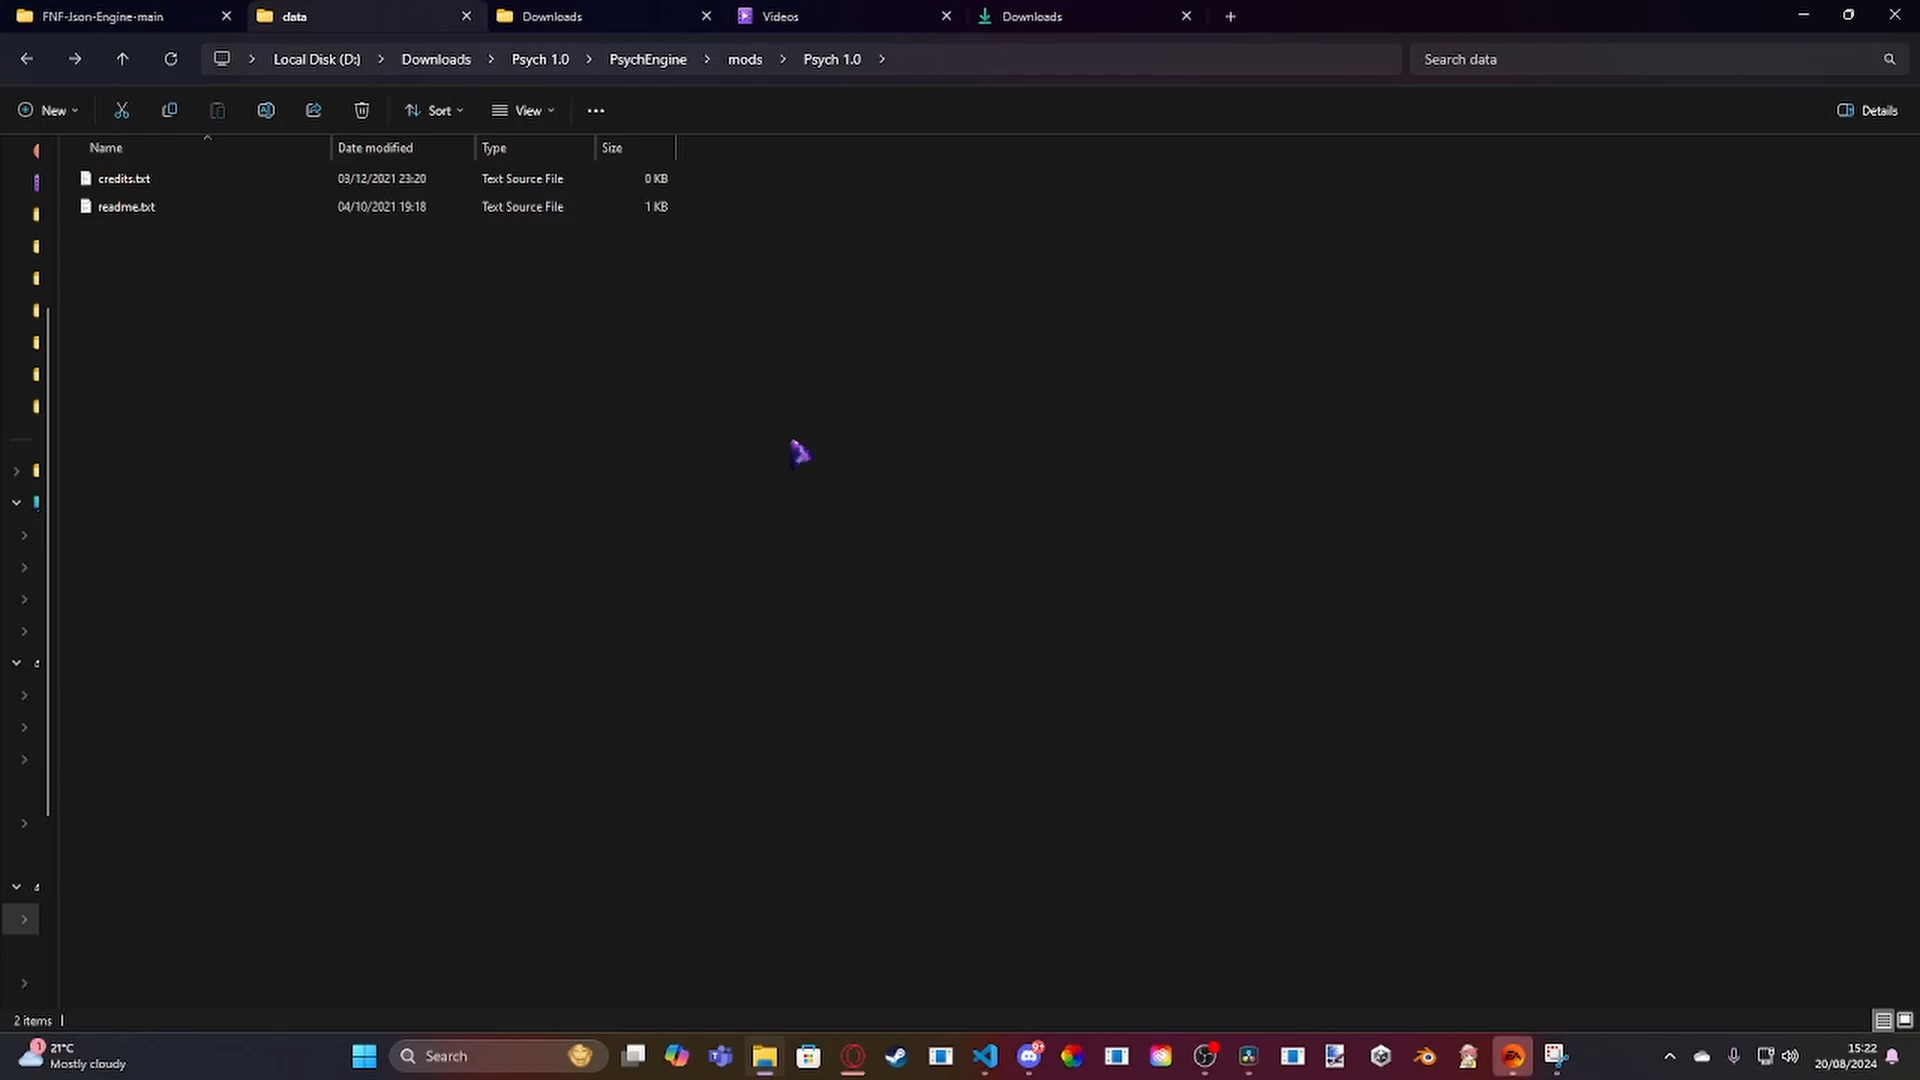 FNF-Json-Engine-main
data
Downloads
Videos
Downloads
Local Disk (D:) > Downloads > Psych 1.0 > PsychEngine > mods > Psych 1.0 >
Search data
New
Sort
View
Details
Name Date modified Type Size
credits.txt 03/12/2021 23:20 Text Source File 0 KB
readme.txt 04/10/2021 19:18 Text Source File 1 KB
2 items
1
21°C
Mostly cloudy
Search
9+
EA
15:22
20/08/2024